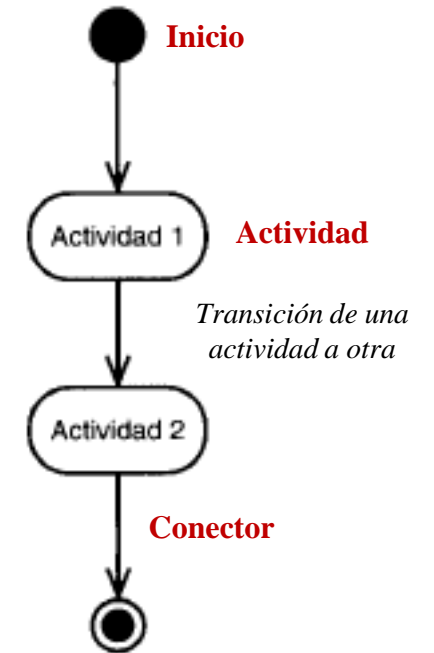 Inicio
Actividad 1
Actividad
Transición de una
actividad a otra
Actividad 2
Conector